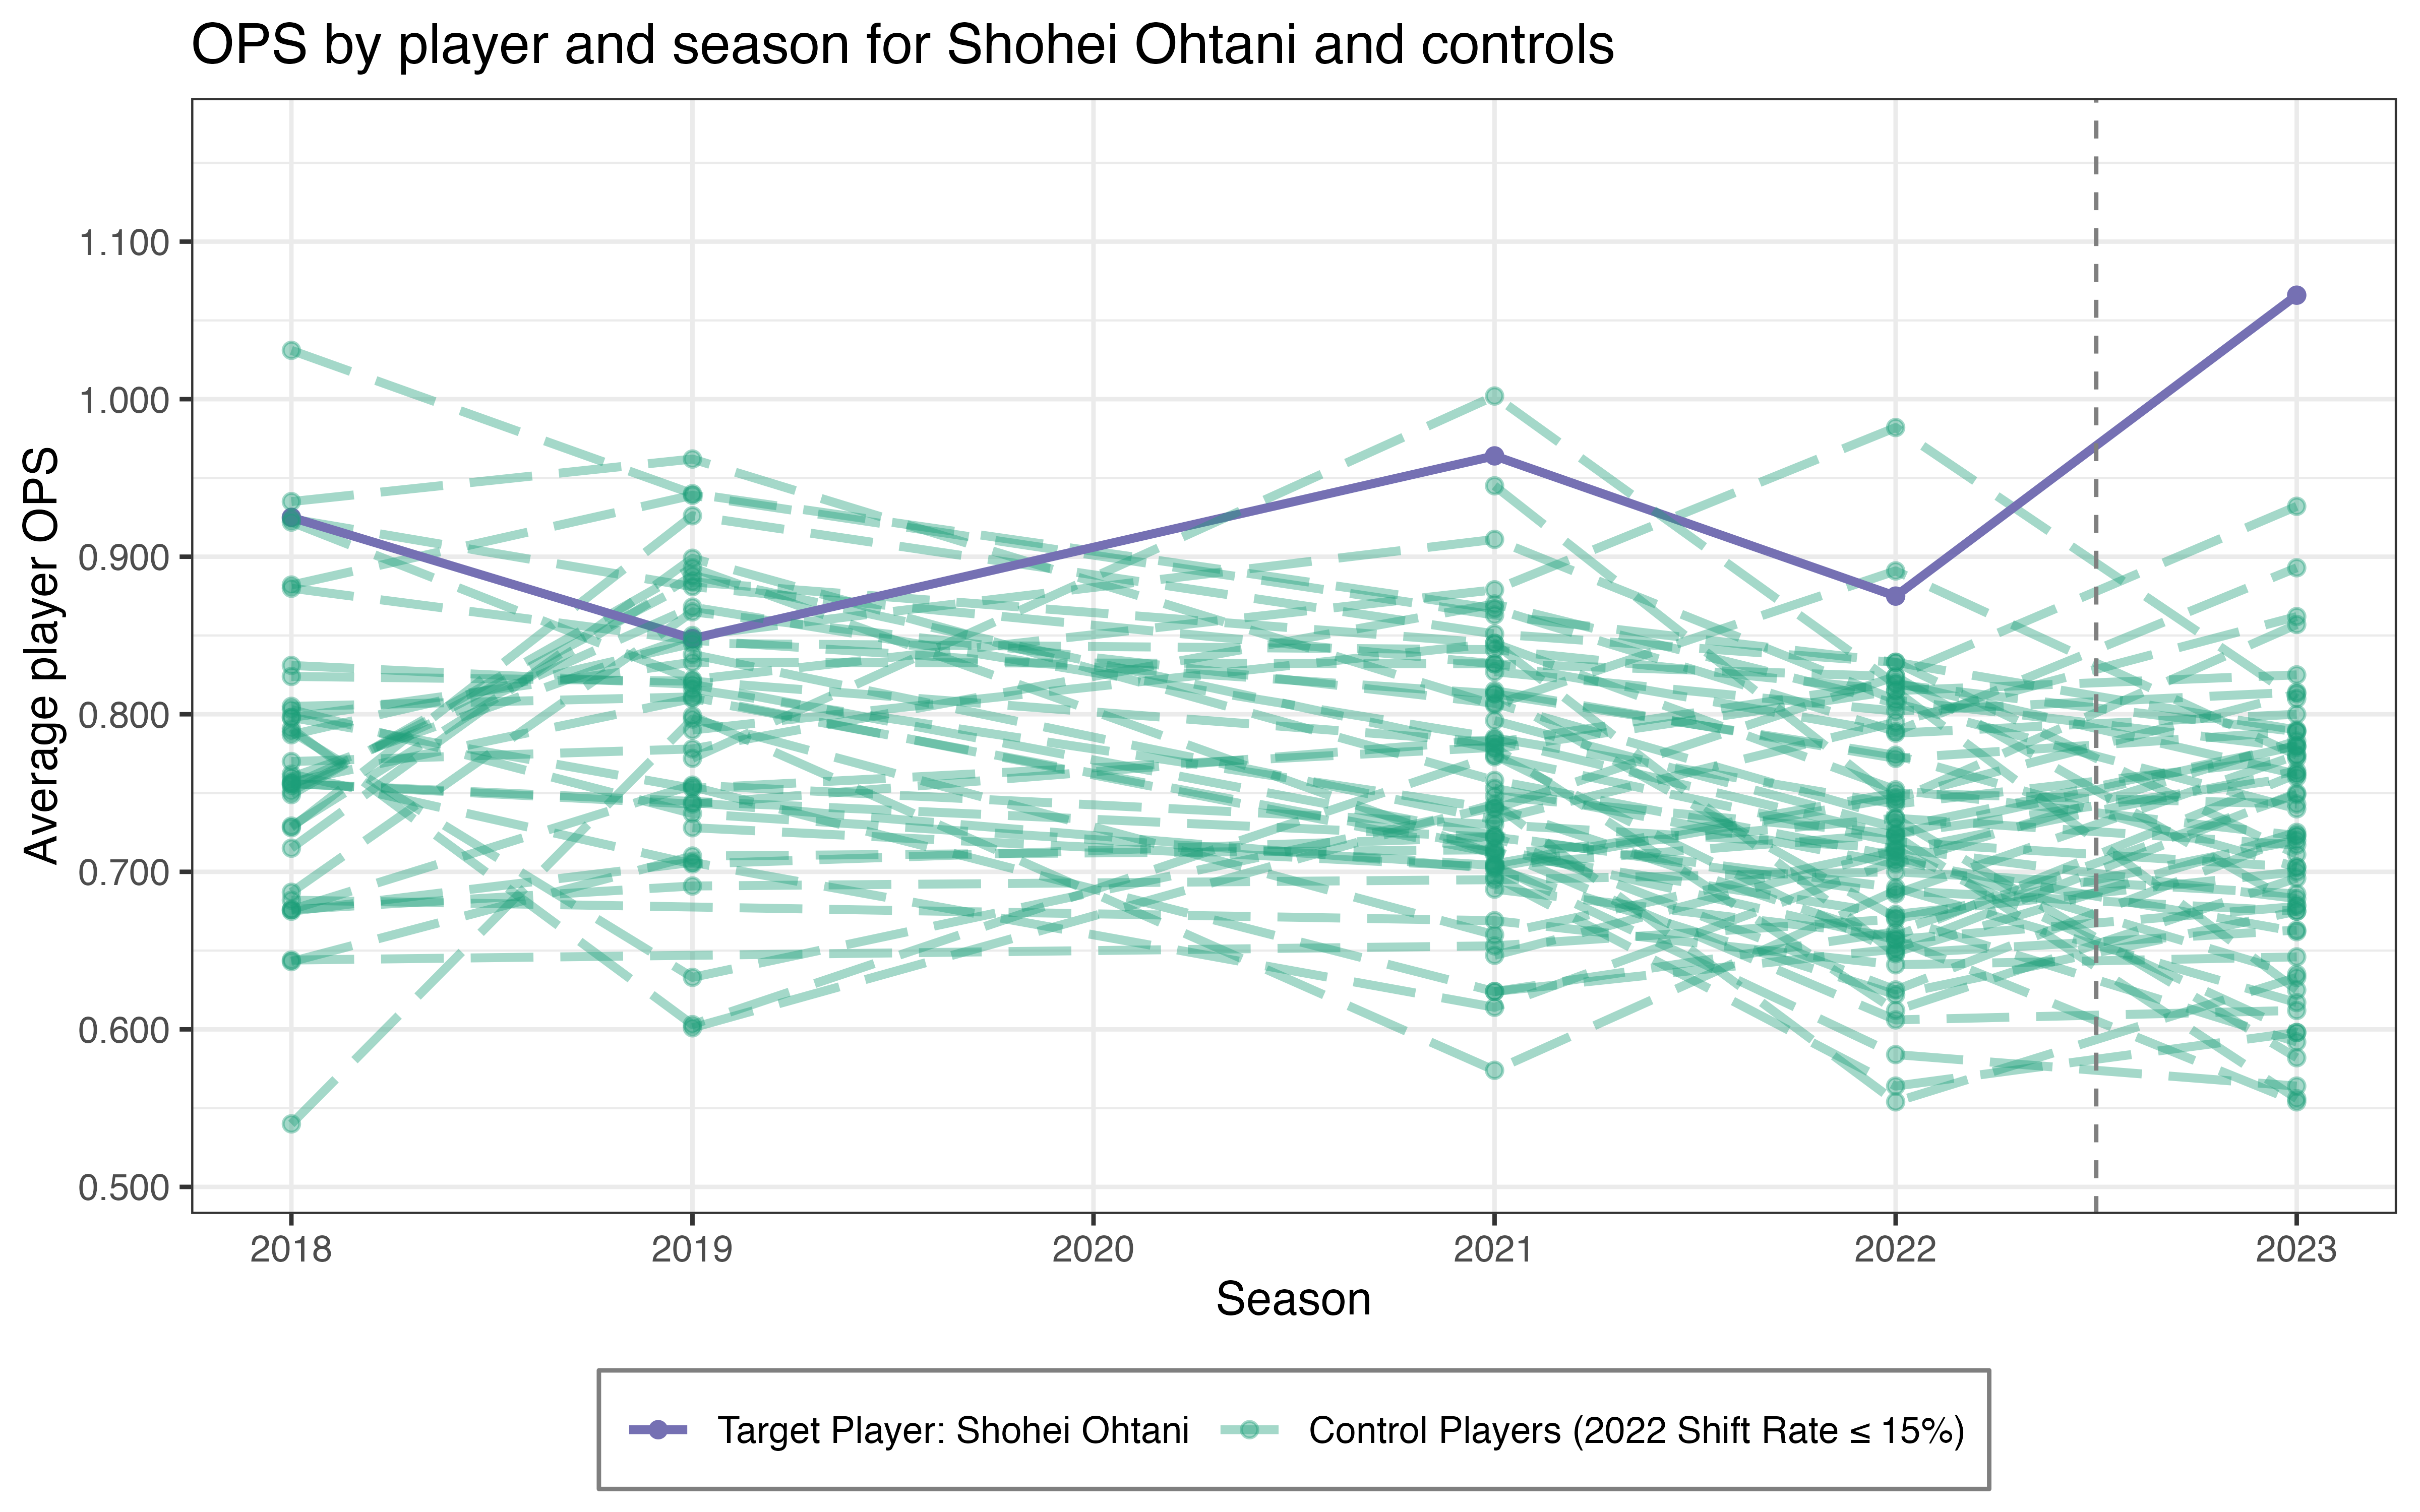 OPS by player and season for Shohei Ohtani and controls
Average player OPS
1.100
1.000
0.900
0.800
0.700
0.600
0.500
2018 2019 2020 2021 2022 2023
Season
Target Player: Shohei Ohtani Control Players (2022 Shift Rate ≤ 15%)